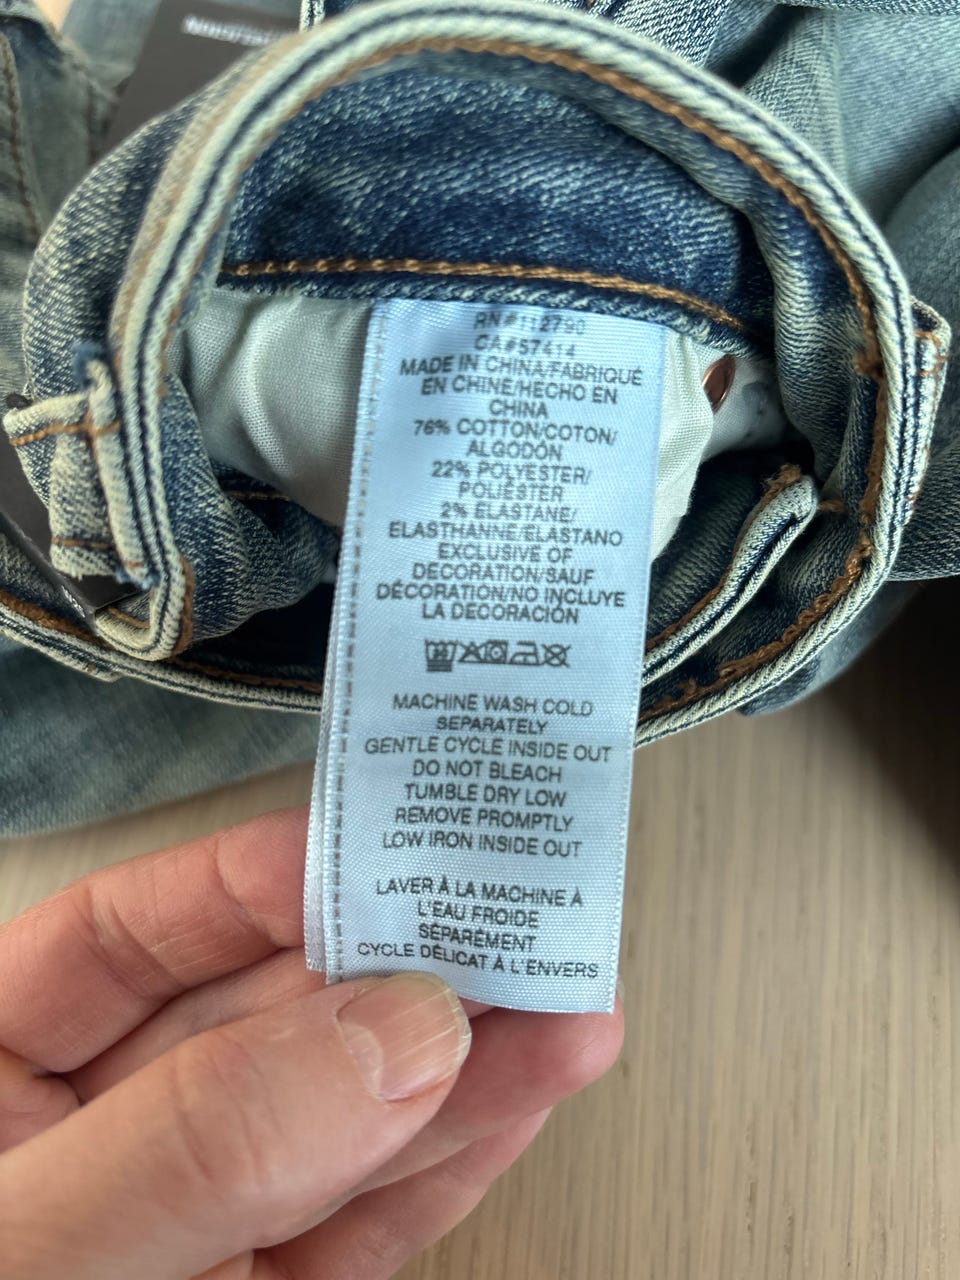 RN#112790
CA#57414
MADE IN CHINA/FABRIQUÉ
EN CHINE/HECHO EN
CHINA
76% COTTON/COTON/
ALGODÓN
22% POLYESTER/
POLIÉSTER
2% ELASTANE/
ELASTHANNE/ELASTANO
EXCLUSIVE OF
DECORATION/SAUF
DÉCORATION/NO INCLUYE
LA DECORACIÓN
MACHINE WASH COLD
SEPARATELY
GENTLE CYCLE INSIDE OUT
DO NOT BLEACH
TUMBLE DRY LOW
REMOVE PROMPTLY
LOW IRON INSIDE OUT
LAVER À LA MACHINE À
L'EAU FROIDE
SÉPARÉMENT
CYCLE DÉLICAT À L'ENVERS